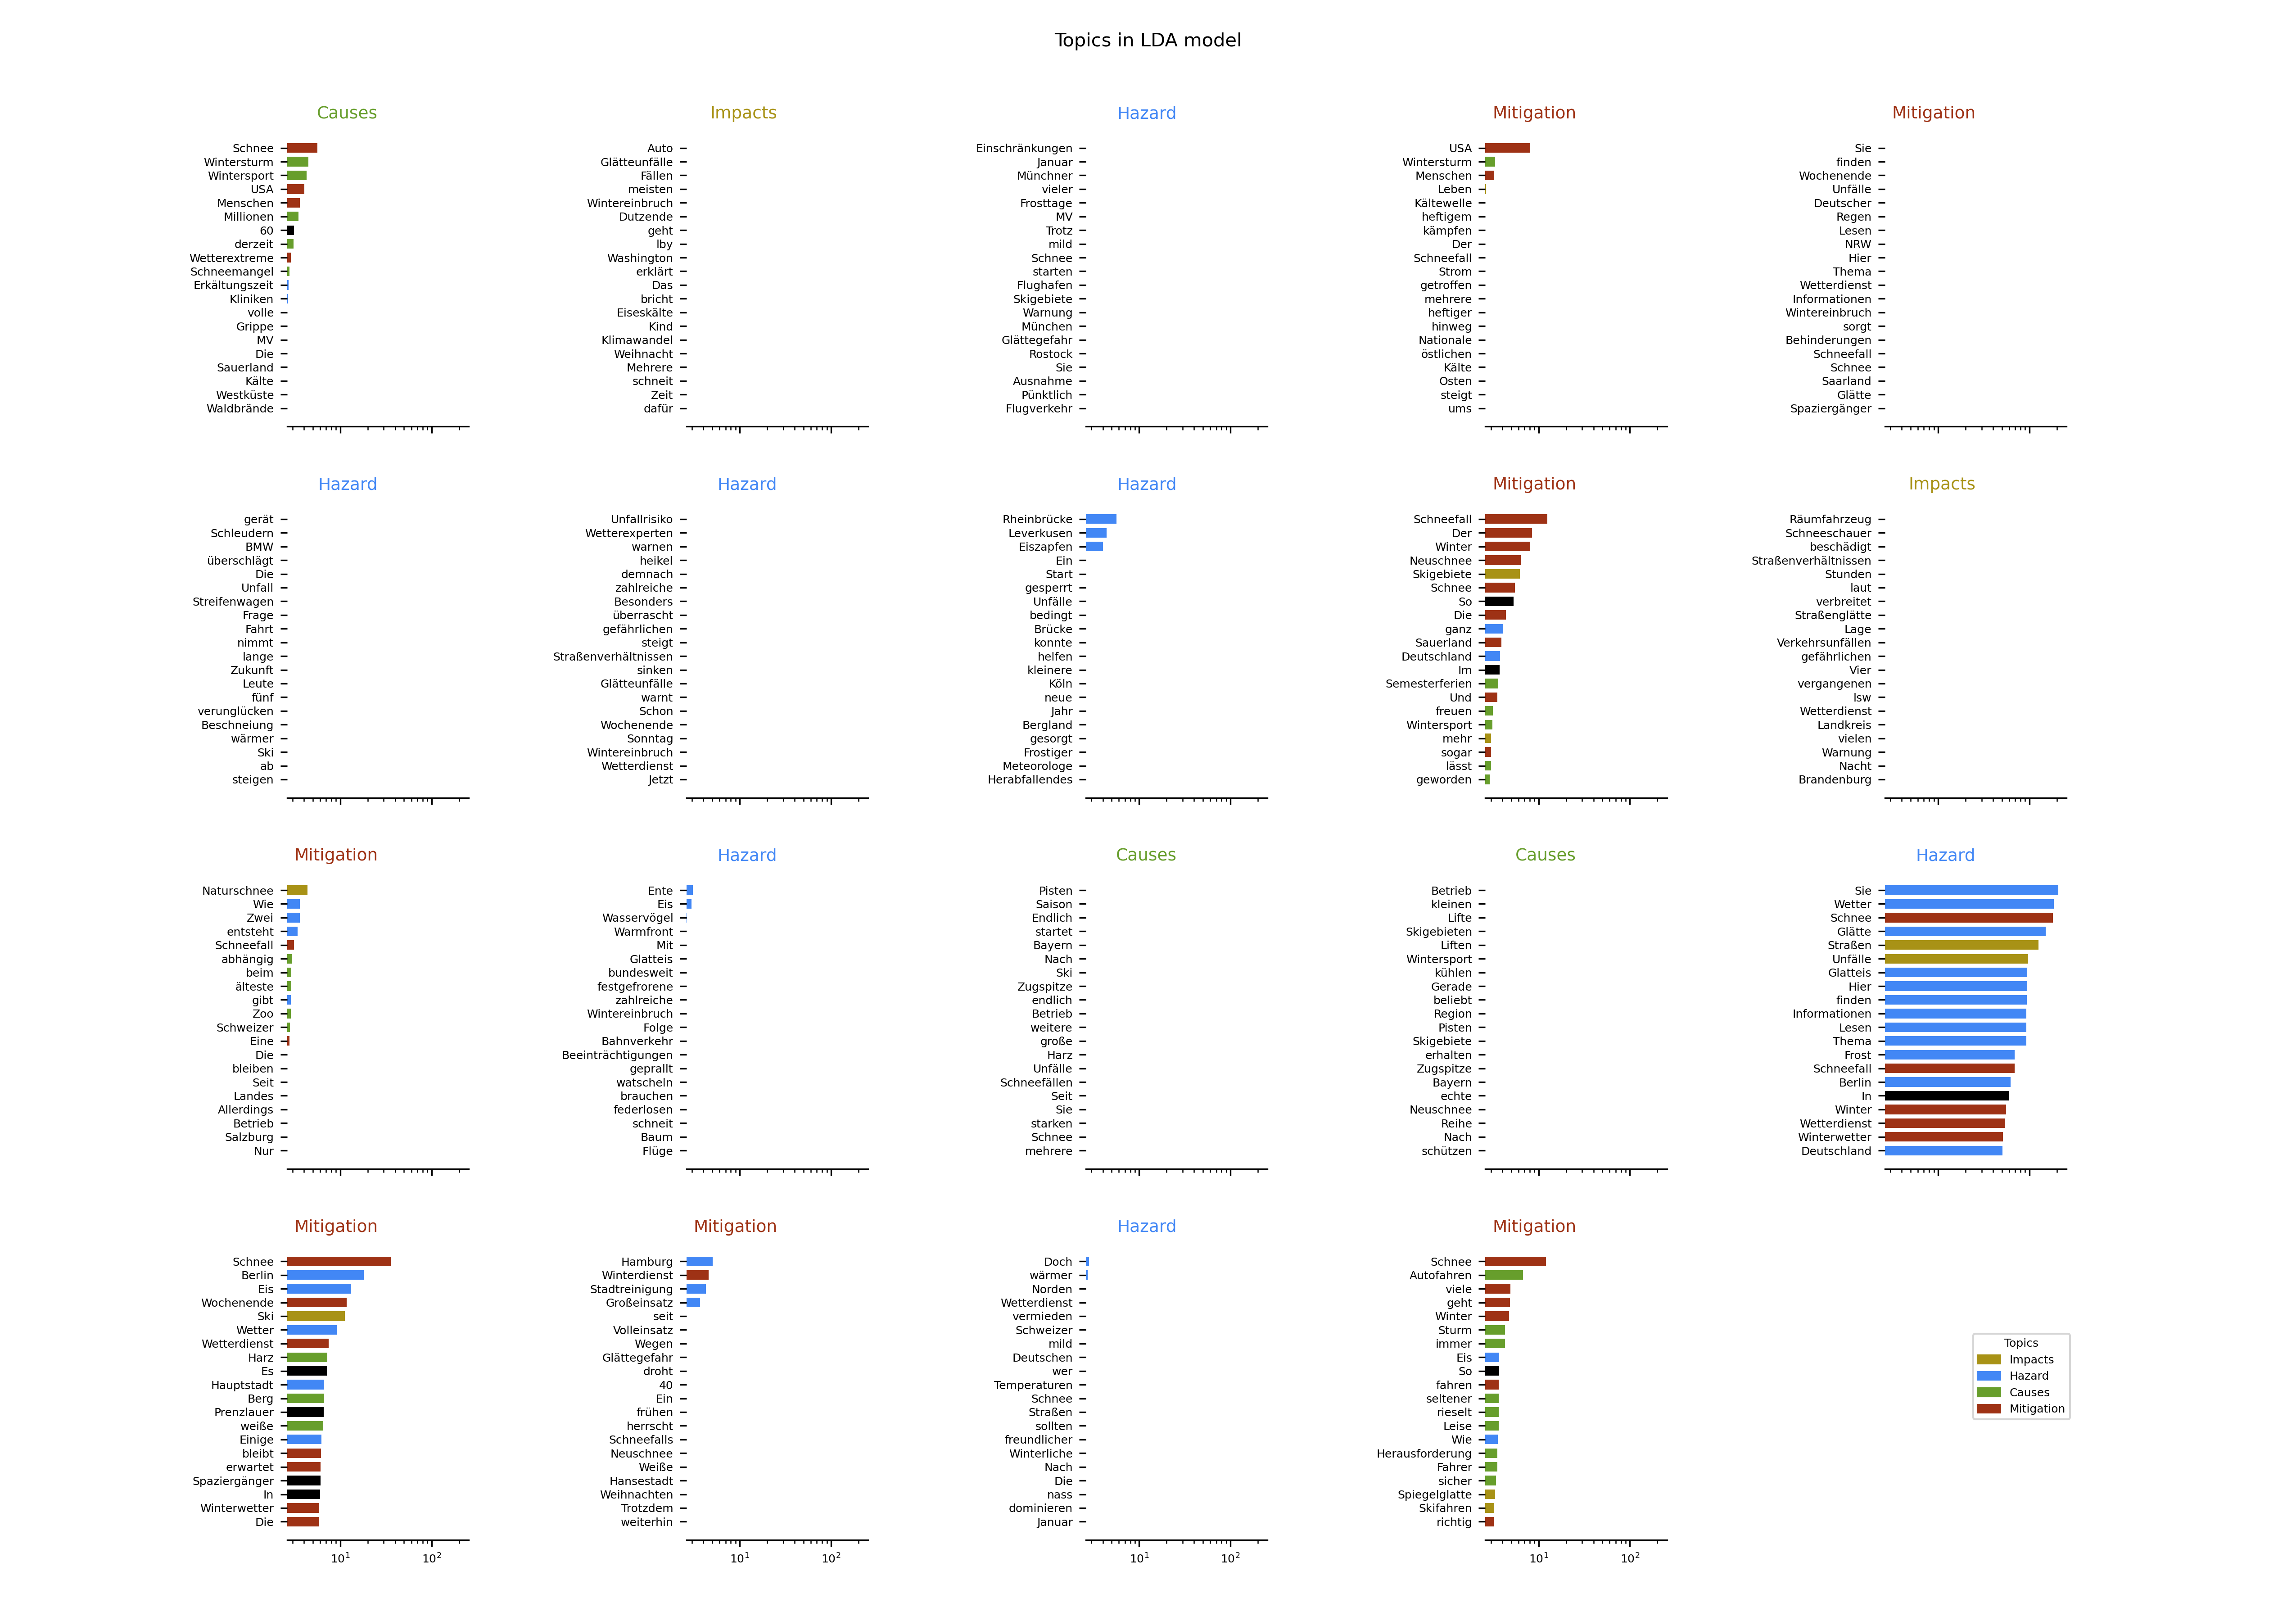 Topics in LDA model
Causes
Schnee
Wintersturm
Wintersport
USA
Menschen
Millionen
60
derzeit
Wetterextreme
Schneemangel
Erkältungszeit
Kliniken
volle
Grippe
MV
Die
Sauerland
Kälte
Westküste
Waldbrände
Impacts
Auto
Glätteunfälle
Fällen
meisten
Wintereinbruch
Dutzende
geht
lby
Washington
erklärt
Das
bricht
Eiseskälte
Kind
Klimawandel
Weihnacht
Mehrere
schneit
Zeit
dafür
Hazard
Einschränkungen
Januar
Münchner
vieler
Frosttage
MV
Trotz
mild
Schnee
starten
Flughafen
Skigebiete
Warnung
München
Glättegefahr
Rostock
Sie
Ausnahme
Pünktlich
Flugverkehr
Mitigation
USA
Wintersturm
Menschen
Leben
Kältewelle
heftigem
kämpfen
Der
Schneefall
Strom
getroffen
mehrere
heftiger
hinweg
Nationale
östlichen
Kälte
Osten
steigt
ums
Mitigation
Sie
finden
Wochenende
Unfälle
Deutscher
Regen
Lesen
NRW
Hier
Thema
Wetterdienst
Informationen
Wintereinbruch
sorgt
Behinderungen
Schneefall
Schnee
Saarland
Glätte
Spaziergänger
Hazard
gerät
Schleudern
BMW
überschlägt
Die
Unfall
Streifenwagen
Frage
Fahrt
nimmt
lange
Zukunft
Leute
fünf
verunglücken
Beschneiung
wärmer
Ski
ab
steigen
Hazard
Unfallrisiko
Wetterexperten
warnen
heikel
demnach
zahlreiche
Besonders
überrascht
gefährlichen
steigt
Straßenverhältnissen
sinken
Glätteunfälle
warnt
Schon
Wochenende
Sonntag
Wintereinbruch
Wetterdienst
Jetzt
Hazard
Rheinbrücke
Leverkusen
Eiszapfen
Ein
Start
gesperrt
Unfälle
bedingt
Brücke
konnte
helfen
kleinere
Köln
neue
Jahr
Bergland
gesorgt
Frostiger
Meteorologe
Herabfallendes
Mitigation
Schneefall
Der
Winter
Neuschnee
Skigebiete
Schnee
So
Die
ganz
Sauerland
Deutschland
Im
Semesterferien
Und
freuen
Wintersport
mehr
sogar
lässt
geworden
Impacts
Räumfahrzeug
Schneeschauer
beschädigt
Straßenverhältnissen
Stunden
laut
verbreitet
Straßenglätte
Lage
Verkehrsunfällen
gefährlichen
Vier
vergangenen
lsw
Wetterdienst
Landkreis
vielen
Warnung
Nacht
Brandenburg
Mitigation
Naturschnee
Wie
Zwei
entsteht
Schneefall
abhängig
beim
älteste
gibt
Zoo
Schweizer
Eine
Die
bleiben
Seit
Landes
Allerdings
Betrieb
Salzburg
Nur
Hazard
Ente
Eis
Wasservögel
Warmfront
Mit
Glatteis
bundesweit
festgefrorene
zahlreiche
Wintereinbruch
Folge
Bahnverkehr
Beeinträchtigungen
geprallt
watscheln
brauchen
federlosen
schneit
Baum
Flüge
Causes
Pisten
Saison
Endlich
startet
Bayern
Nach
Ski
Zugspitze
endlich
Betrieb
weitere
große
Harz
Unfälle
Schneefällen
Seit
Sie
starken
Schnee
mehrere
Causes
Betrieb
kleinen
Lifte
Skigebieten
Liften
Wintersport
kühlen
Gerade
beliebt
Region
Pisten
Skigebiete
erhalten
Zugspitze
Bayern
echte
Neuschnee
Reihe
Nach
schützen
Hazard
Sie
Wetter
Schnee
Glätte
Straßen
Unfälle
Glatteis
Hier
finden
Informationen
Lesen
Thema
Frost
Schneefall
Berlin
In
Winter
Wetterdienst
Winterwetter
Deutschland
Mitigation
Schnee
Berlin
Eis
Wochenende
Ski
Wetter
Wetterdienst
Harz
Es
Hauptstadt
Berg
Prenzlauer
weiße
Einige
bleibt
erwartet
Spaziergänger
In
Winterwetter
Die
10¹ 10²
Mitigation
Hamburg
Winterdienst
Stadtreinigung
Großeinsatz
seit
Volleinsatz
Wegen
Glättegefahr
droht
40
Ein
frühen
herrscht
Schneefalls
Neuschnee
Weiße
Hansestadt
Weihnachten
Trotzdem
weiterhin
10¹ 10²
Hazard
Doch
wärmer
Norden
Wetterdienst
vermieden
Schweizer
mild
Deutschen
wer
Temperaturen
Schnee
Straßen
sollten
freundlicher
Winterliche
Nach
Die
nass
dominieren
Januar
10¹ 10²
Mitigation
Schnee
Autofahren
viele
geht
Winter
Sturm
immer
Eis
So
fahren
seltener
rieselt
Leise
Wie
Herausforderung
Fahrer
sicher
Spiegelglatte
Skifahren
richtig
10¹ 10²
Topics
Impacts
Hazard
Causes
Mitigation